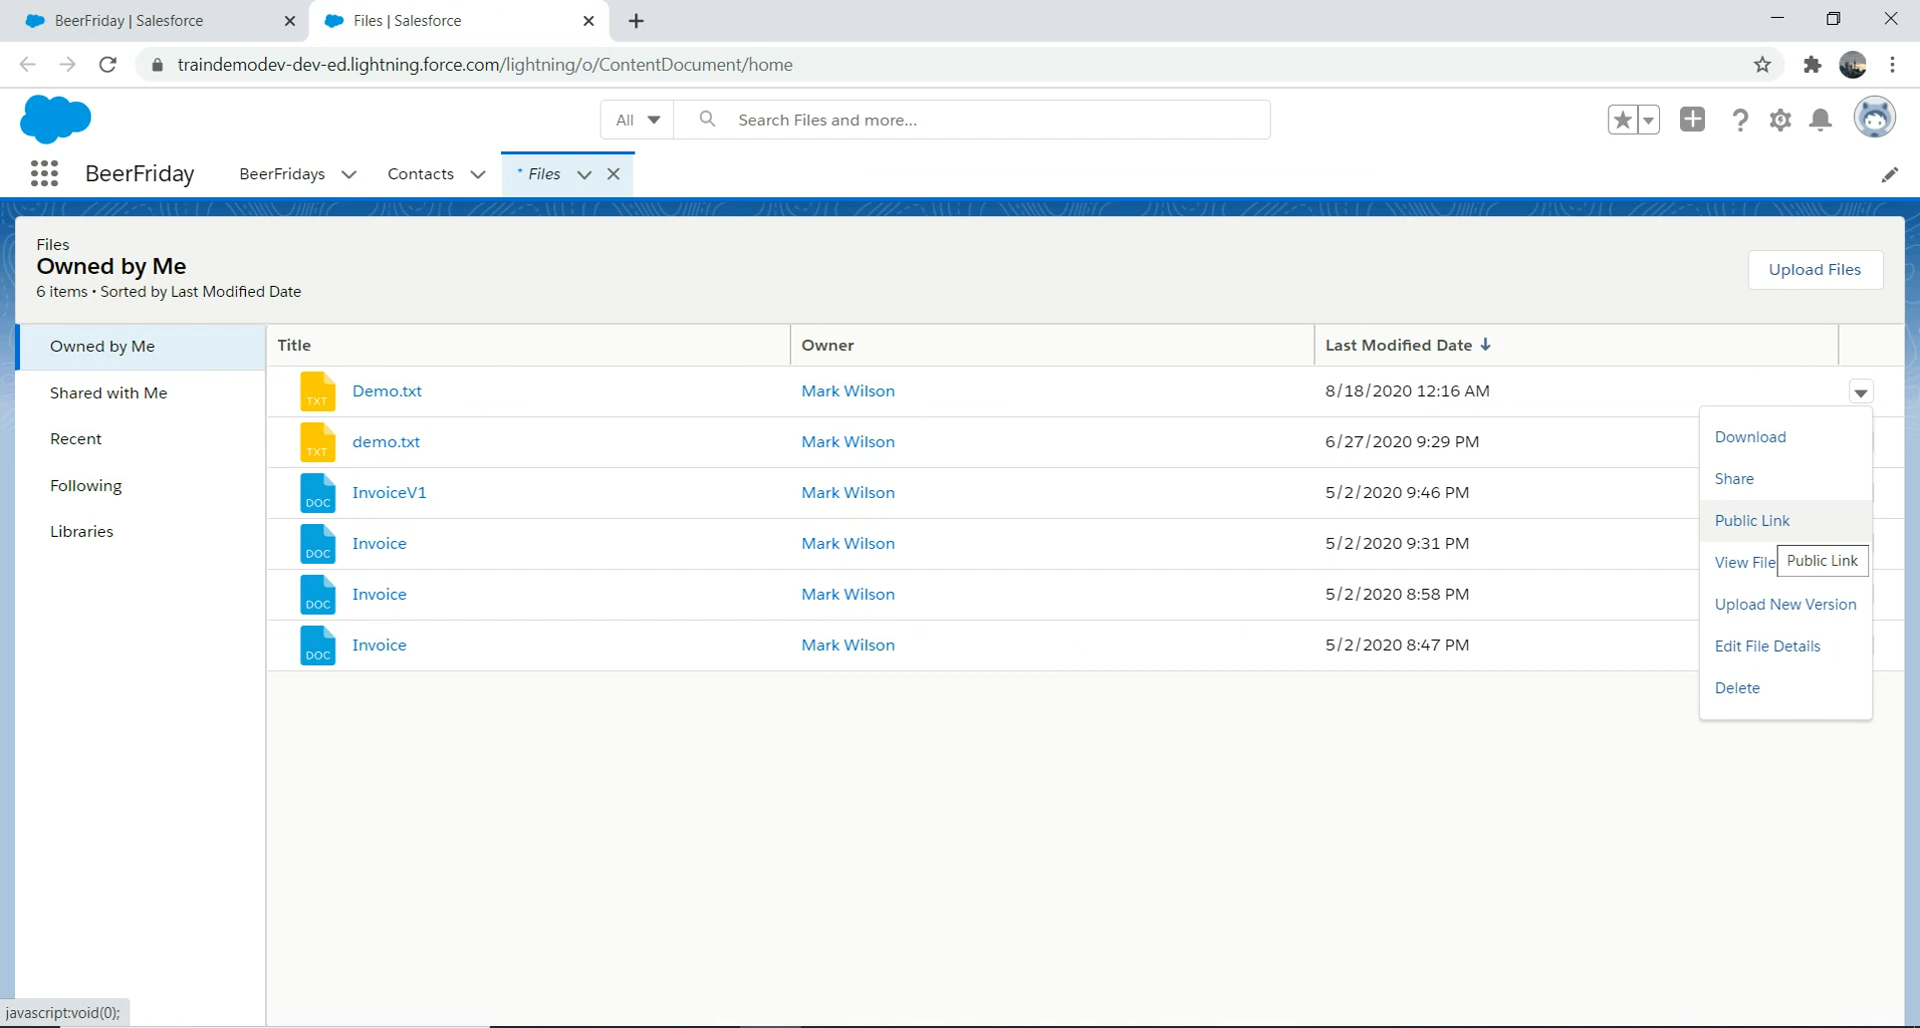 BeerFriday | Salesforce
Files | Salesforce
traindemodev-dev-ed.lightning.force.com/lightning/o/ContentDocument/home
All
Search Files and more...
BeerFriday
BeerFridays
Contacts
* Files
Files
Owned by Me
6 items • Sorted by Last Modified Date
Upload Files
Owned by Me
Shared with Me
Recent
Following
Libraries
Title Owner Last Modified Date
TXT Demo.txt Mark Wilson 8/18/2020 12:16 AM
TXT demo.txt Mark Wilson 6/27/2020 9:29 PM
DOC InvoiceV1 Mark Wilson 5/2/2020 9:46 PM
DOC Invoice Mark Wilson 5/2/2020 9:31 PM
DOC Invoice Mark Wilson 5/2/2020 8:58 PM
DOC Invoice Mark Wilson 5/2/2020 8:47 PM
Download
Share
Public Link
View File
Public Link
Upload New Version
Edit File Details
Delete
javascript:void(0);